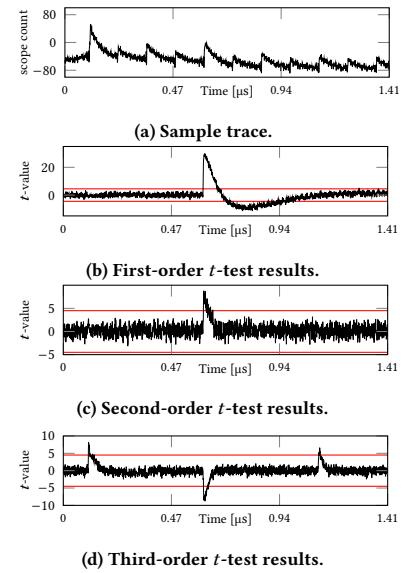 80
0
−80
scope count
0 0.47 0.94 1.41
Time [μs]
(a) Sample trace.
20
0
t-value
0 0.47 0.94 1.41
Time [μs]
(b) First-order t-test results.
5
0
−5
t-value
0 0.47 0.94 1.41
Time [μs]
(c) Second-order t-test results.
10
5
0
−5
−10
t-value
0 0.47 0.94 1.41
Time [μs]
(d) Third-order t-test results.